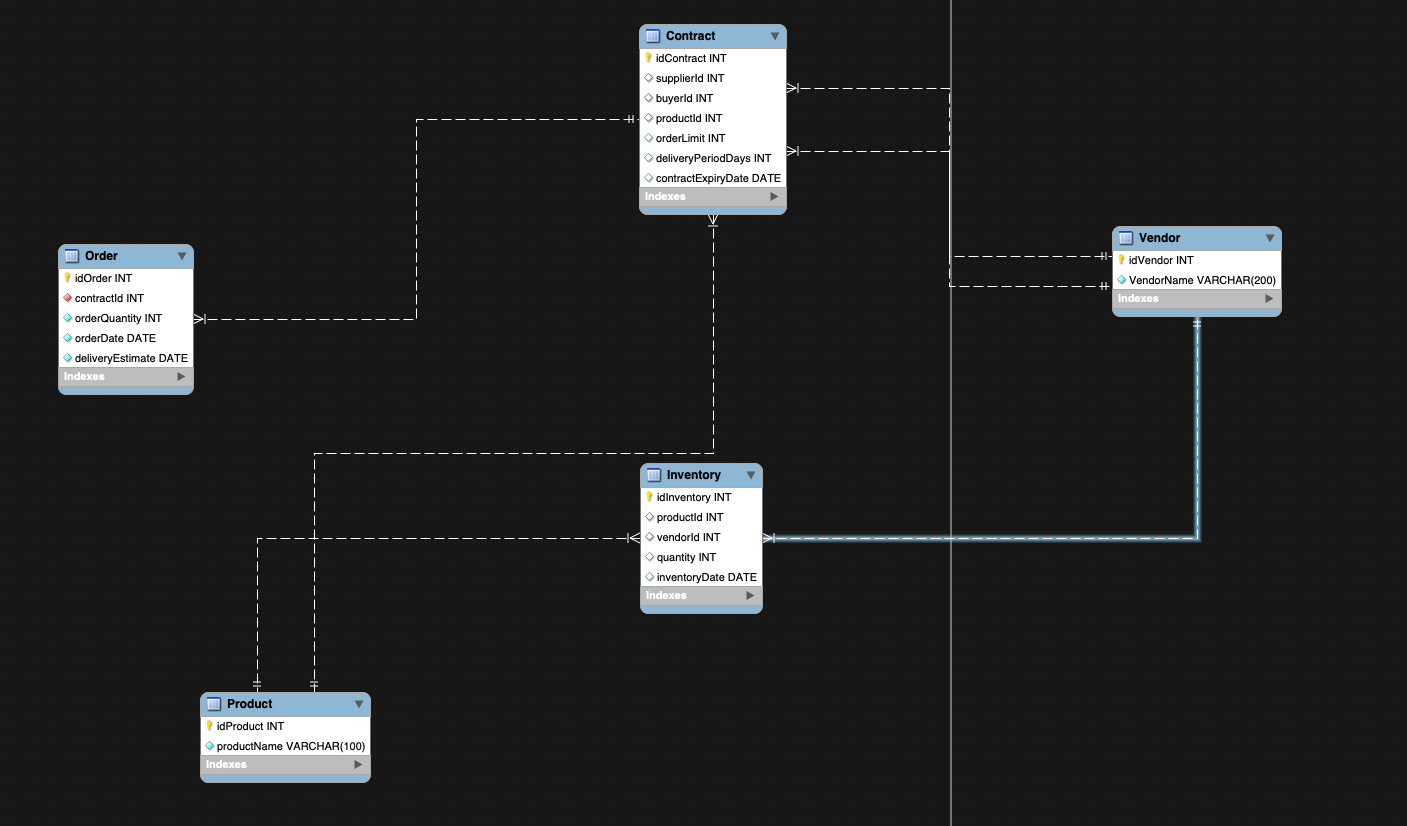 Contract
idContract INT
supplierId INT
buyerId INT
productId INT
orderLimit INT
deliveryPeriodDays INT
contractExpiryDate DATE
Indexes
Order
idOrder INT
contractId INT
orderQuantity INT
orderDate DATE
deliveryEstimate DATE
Indexes
Vendor
idVendor INT
VendorName VARCHAR(200)
Indexes
Inventory
idInventory INT
productId INT
vendorId INT
quantity INT
inventoryDate DATE
Indexes
Product
idProduct INT
productName VARCHAR(100)
Indexes